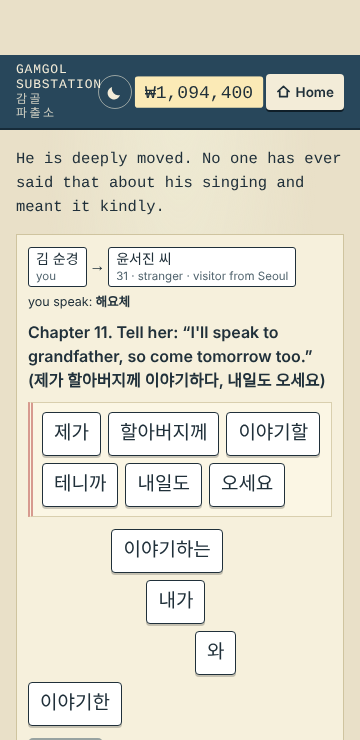 GAMGOL
SUBSTATION
감골
파출소
₩1,094,400
Home
He is deeply moved. No one has ever
said that about his singing and
meant it kindly.
김 순경
you
→
윤서진 씨
31 · stranger · visitor from Seoul
you speak: 해요체
Chapter 11. Tell her: “I'll speak to
grandfather, so come tomorrow too.”
(제가 할아버지께 이야기하다, 내일도 오세요)
제가 할아버지께 이야기할
테니까 내일도 오세요
이야기하는
내가
와
이야기한